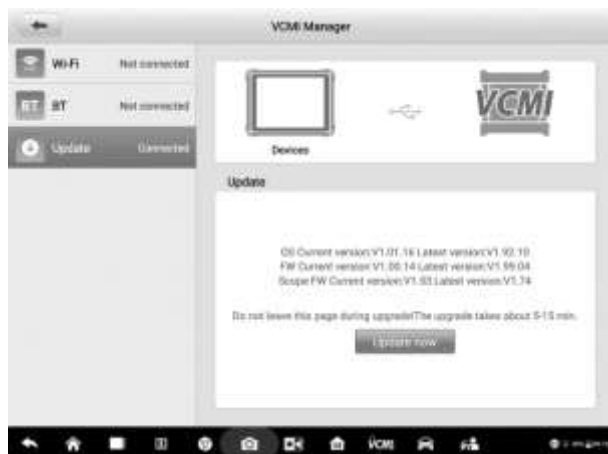 VCMI Manager
Wi-Fi Not connected
BT BT Not connected
Update Connected
VCMI
Devices
Update
OS Current version:V1.01.16 Latest version:V1.92.10
FW Current version:V1.00.14 Latest version:V1.99.04
Scope FW Current version:V1.03 Latest version:V1.74
Do not leave this page during upgrade!The upgrade takes about 5-15 min.
Update now
VCMI